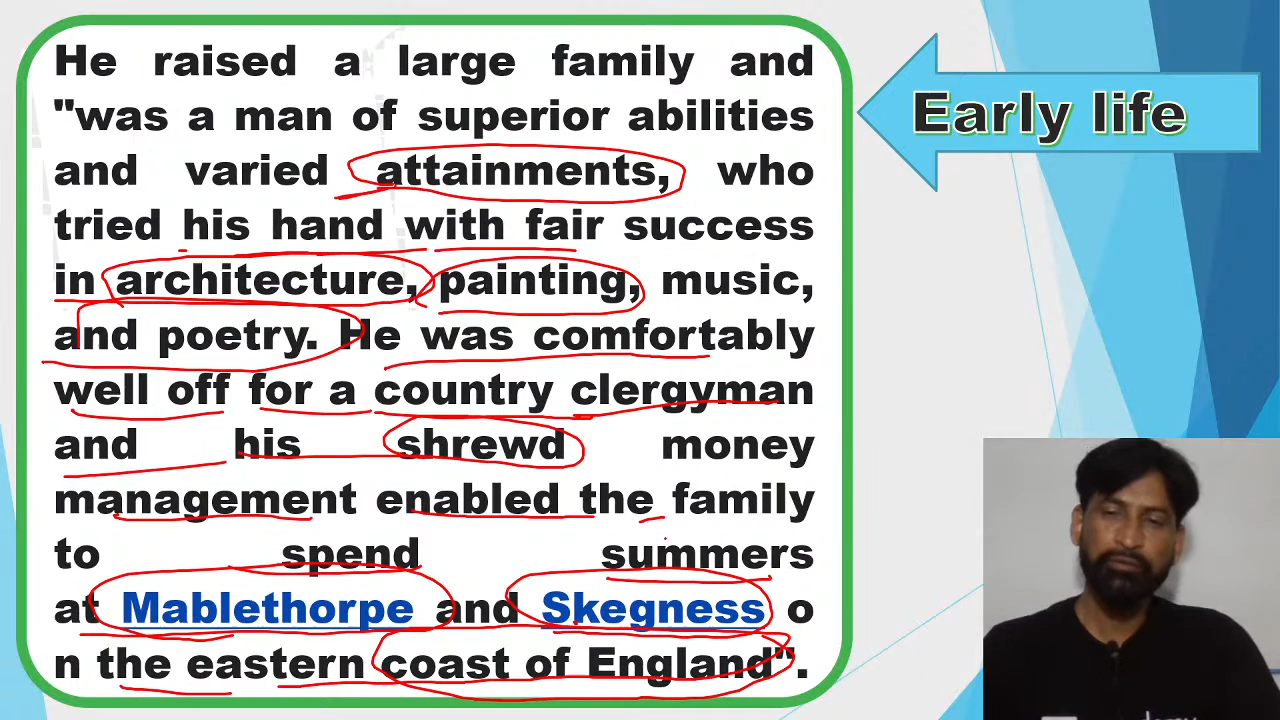 He raised a large family and
"was a man of superior abilities
and varied attainments, who
tried his hand with fair success
in architecture, painting, music,
and poetry. He was comfortably
well off for a country clergyman
and his shrewd money
management enabled the family
to spend summers
at Mablethorpe and Skegness o
n the eastern coast of England".
Early life